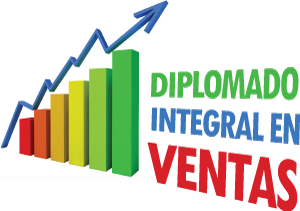 DIPLOMADO
INTEGRAL EN
VENTAS